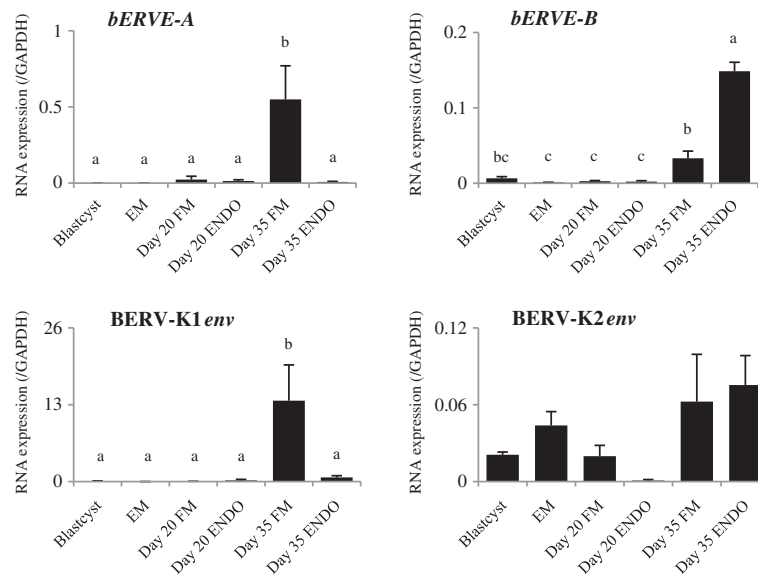 bERVE-A
RNA expression (/GAPDH)
1
0.5
0
a a a a b a
Blastcyst
EM
Day 20 FM
Day 20 ENDO
Day 35 FM
Day 35 ENDO
bERVE-B
RNA expression (/GAPDH)
0.2
0.1
0
bc c c c b a
Blastcyst
EM
Day 20 FM
Day 20 ENDO
Day 35 FM
Day 35 ENDO
BERV-K1 env
RNA expression (/GAPDH)
26
13
0
a a a a b a
Blastcyst
EM
Day 20 FM
Day 20 ENDO
Day 35 FM
Day 35 ENDO
BERV-K2 env
RNA expression (/GAPDH)
0.12
0.06
0
Blastcyst
EM
Day 20 FM
Day 20 ENDO
Day 35 FM
Day 35 ENDO